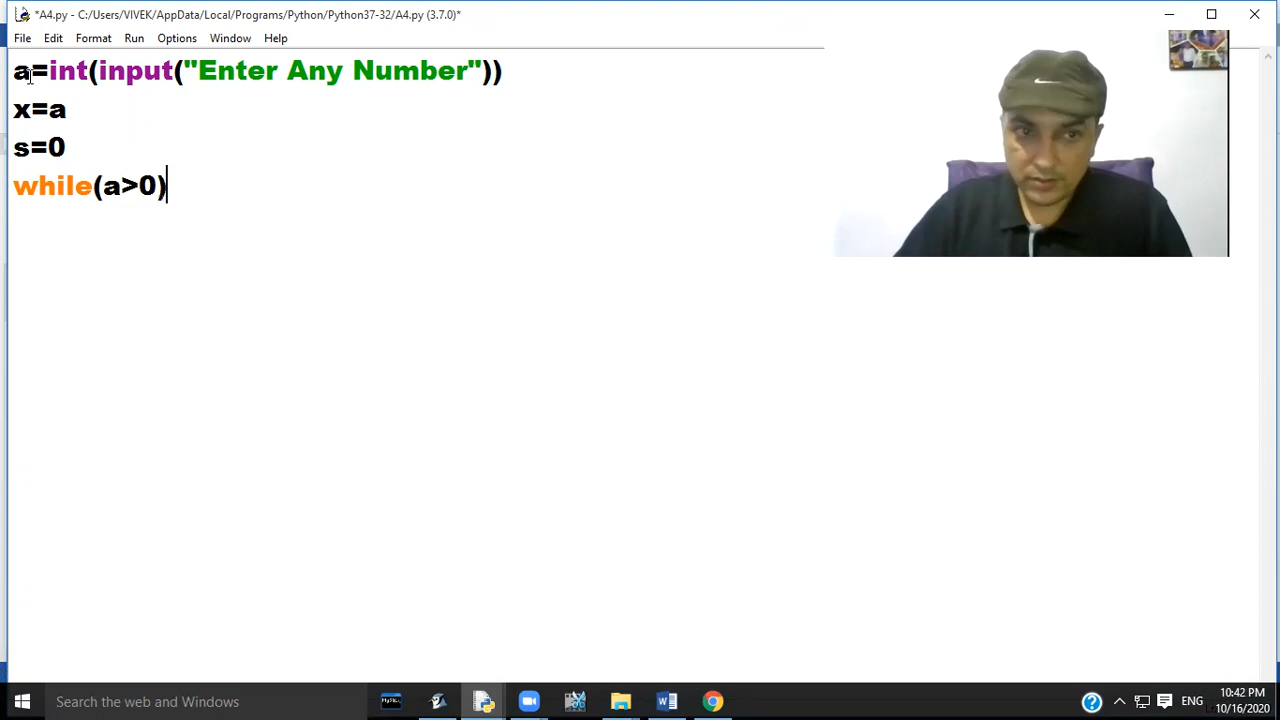 *A4.py - C:/Users/VIVEK/AppData/Local/Programs/Python/Python37-32/A4.py (3.7.0)*
File Edit Format Run Options Window Help
a=int(input("Enter Any Number"))
x=a
s=0
while(a>0)
Search the web and Windows
ENG
10:42 PM
10/16/2020